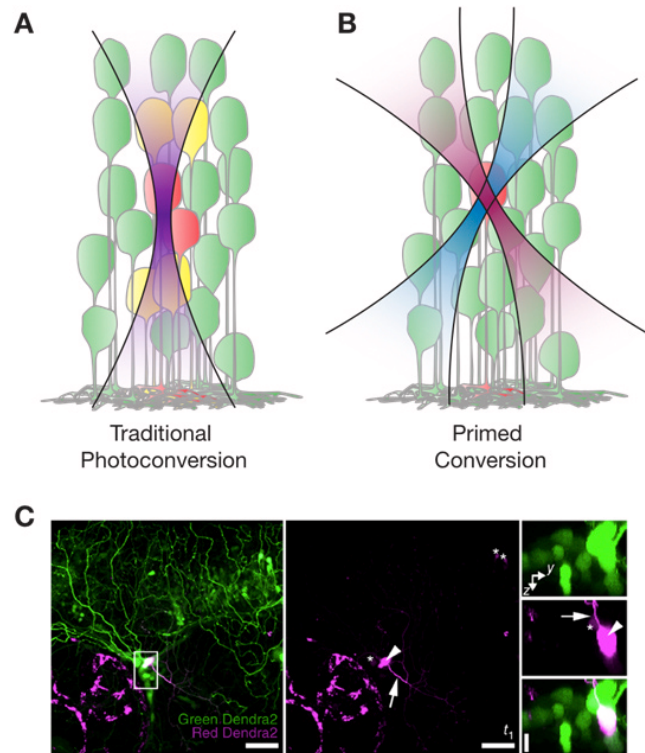 A
B
Traditional
Photoconversion
Primed
Conversion
C
Green Dendra2
Red Dendra2
t1
y
z